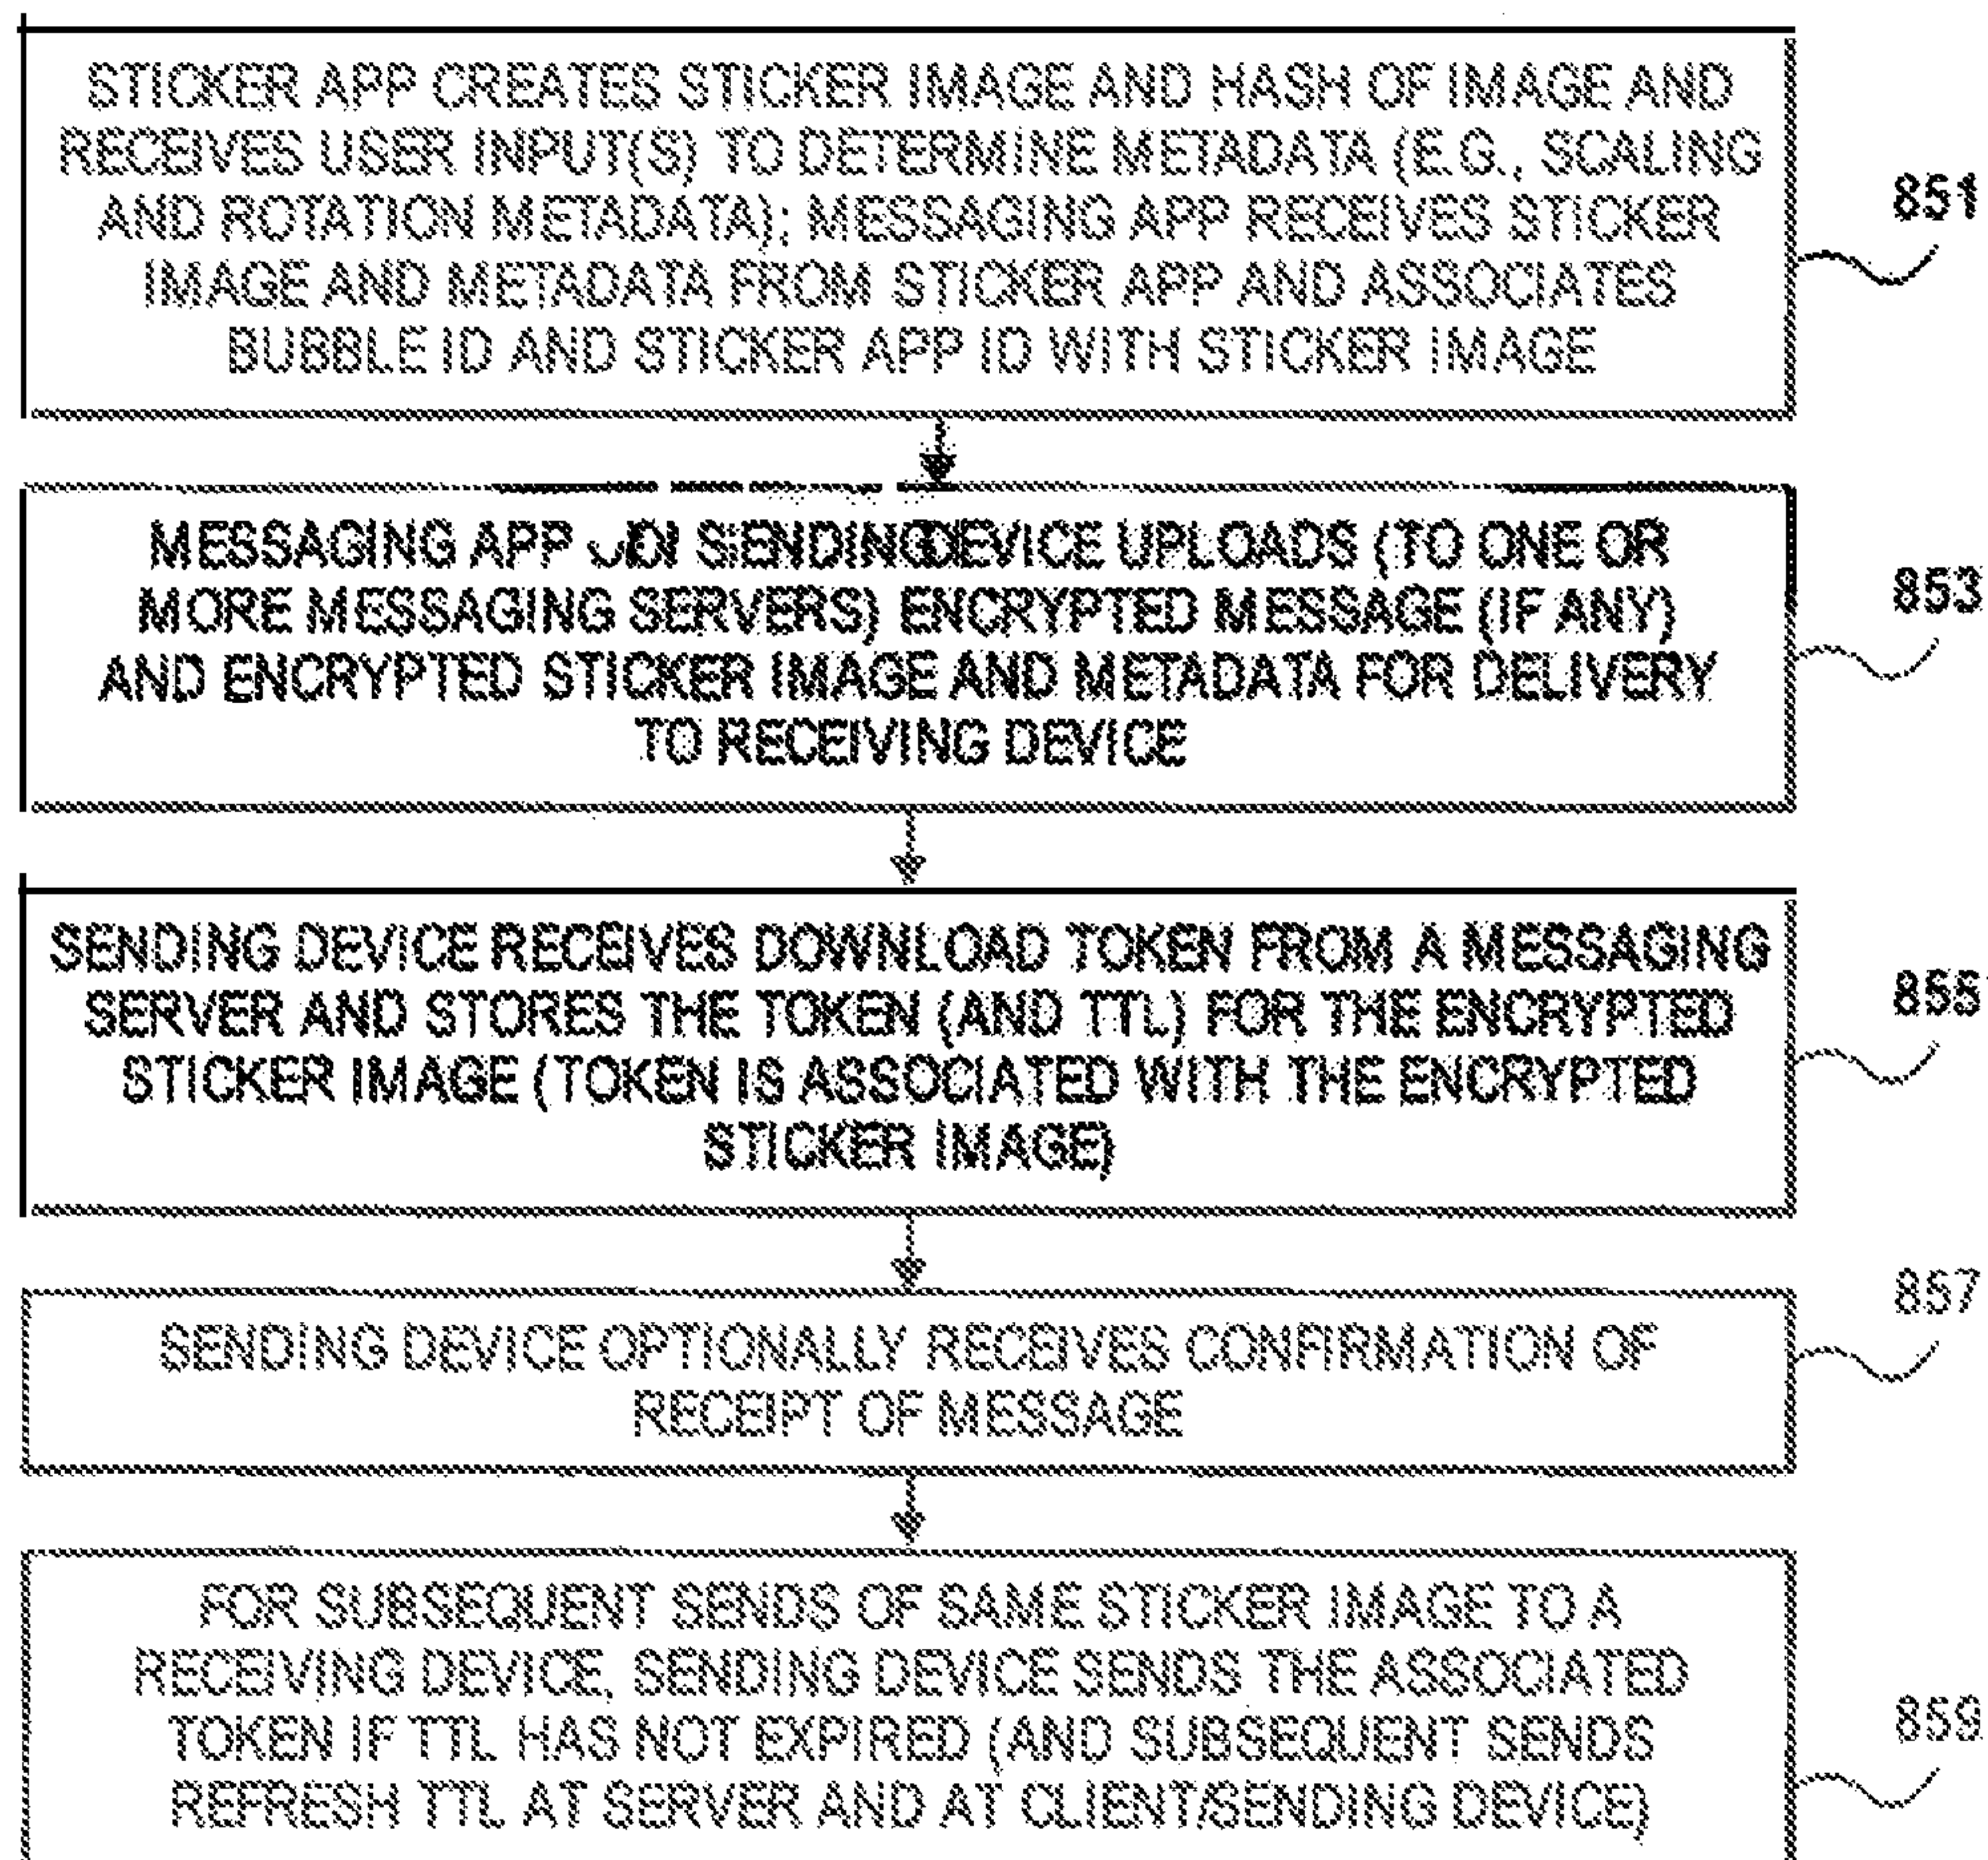 STICKER APP CREATES STICKER IMAGE AND HASH OF IMAGE AND
RECEIVES USER INPUT(S) TO DETERMINE METADATA (E.G., SCALING
AND ROTATION METADATA); MESSAGING APP RECEIVES STICKER
IMAGE AND METADATA FROM STICKER APP AND ASSOCIATES
BUBBLE ID AND STICKER APP ID WITH STICKER IMAGE
851
MESSAGING APP SENDING DEVICE UPLOADS (TO ONE OR
MORE MESSAGING SERVERS) ENCRYPTED MESSAGE (IF ANY)
AND ENCRYPTED STICKER IMAGE AND METADATA FOR DELIVERY
TO RECEIVING DEVICE
853
SENDING DEVICE RECEIVES DOWNLOAD TOKEN FROM A MESSAGING
SERVER AND STORES THE TOKEN (AND TTL) FOR THE ENCRYPTED
STICKER IMAGE (TOKEN IS ASSOCIATED WITH THE ENCRYPTED
STICKER IMAGE)
855
SENDING DEVICE OPTIONALLY RECEIVES CONFIRMATION OF
RECEIPT OF MESSAGE
857
FOR SUBSEQUENT SENDS OF SAME STICKER IMAGE TO A
RECEIVING DEVICE, SENDING DEVICE SENDS THE ASSOCIATED
TOKEN IF TTL HAS NOT EXPIRED (AND SUBSEQUENT SENDS
REFRESH TTL AT SERVER AND AT CLIENT/SENDING DEVICE)
859